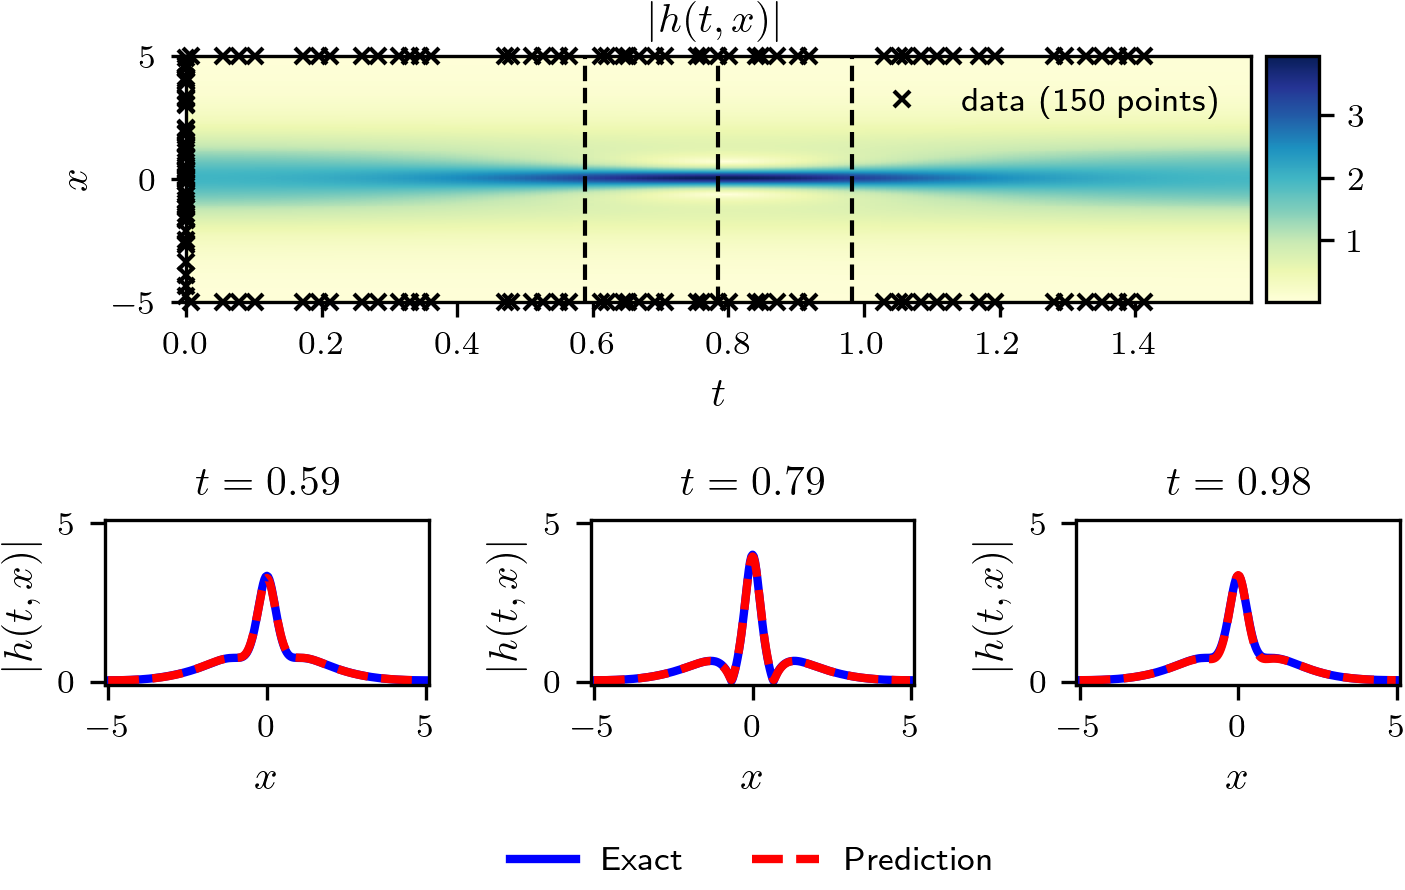 |h(t, x)|
5
0
−5
x
data (150 points)
3
2
1
0.0 0.2 0.4 0.6 0.8 1.0 1.2 1.4
t
t = 0.59
5
0
|h(t, x)|
−5 0 5
x
t = 0.79
5
0
|h(t, x)|
−5 0 5
x
t = 0.98
5
0
|h(t, x)|
−5 0 5
x
Exact Prediction